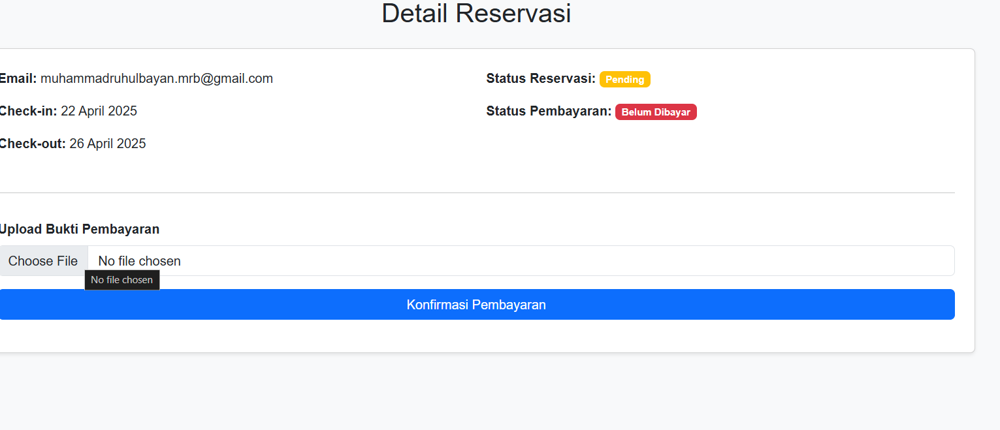 Detail Reservasi
Email: muhammadruhulbayan.mrb@gmail.com
Status Reservasi: Pending
Check-in: 22 April 2025
Status Pembayaran: Belum Dibayar
Check-out: 26 April 2025
Upload Bukti Pembayaran
Choose File No file chosen
No file chosen
Konfirmasi Pembayaran